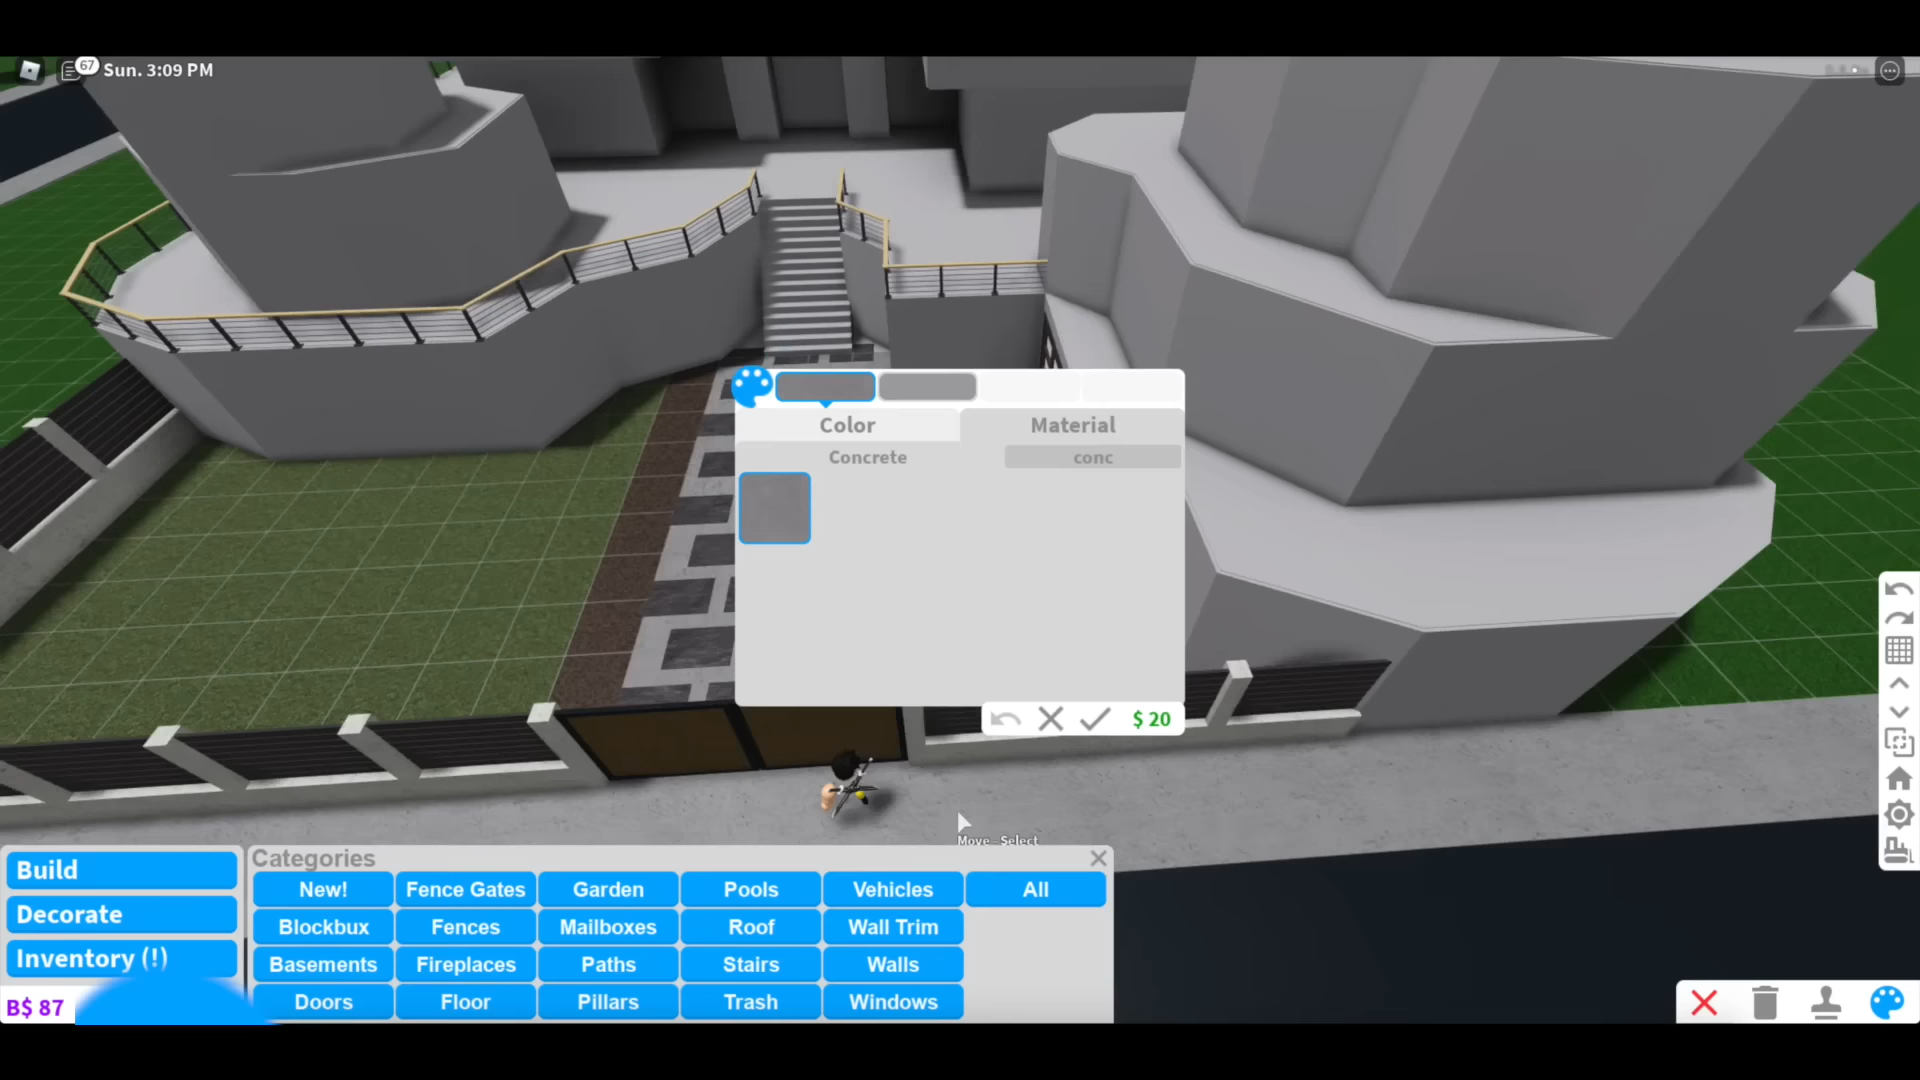 67
Sun. 3:09 PM
Color
Material
Concrete
conc
$ 20
Move Select
Build
Decorate
Inventory (!)
B$ 87
Categories
New!
Fence Gates
Garden
Pools
Vehicles
All
Blockbux
Fences
Mailboxes
Roof
Wall Trim
Basements
Fireplaces
Paths
Stairs
Walls
Doors
Floor
Pillars
Trash
Windows